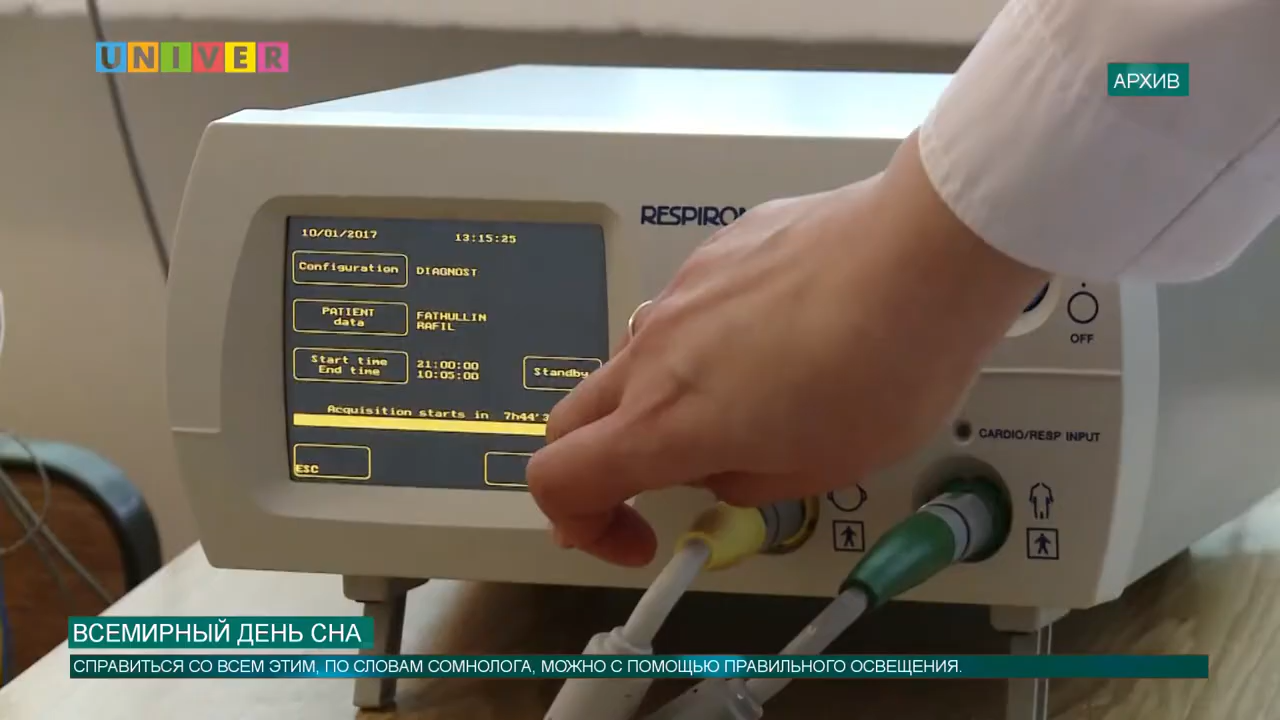 UNIVER
АРХИВ
10/01/2017
13:15:25
Configuration
DIAGNOST
PATIENT
data
FATHULLIN
RAFIL
Start time
End time
21:00:00
10:05:00
Standby
Acquisition starts in 7h44'
ESC
OFF
CARDIO/RESP INPUT
ВСЕМИРНЫЙ ДЕНЬ СНА
СПРАВИТЬСЯ СО ВСЕМ ЭТИМ, ПО СЛОВАМ СОМНОЛОГА, МОЖНО С ПОМОЩЬЮ ПРАВИЛЬНОГО ОСВЕЩЕНИЯ.